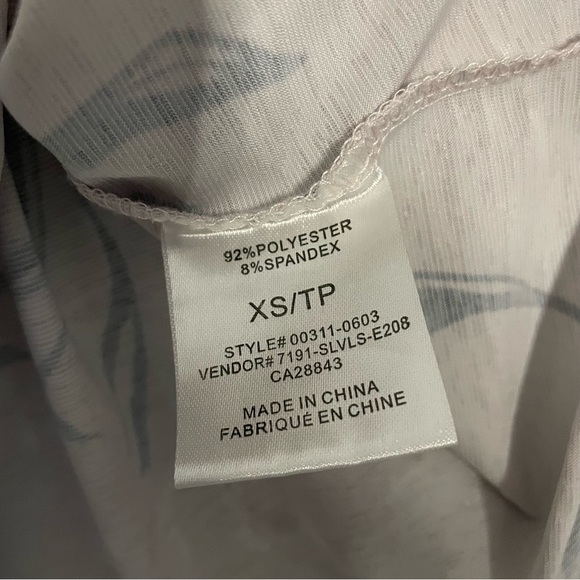 92%POLYESTER
8%SPANDEX
XS/TP
STYLE# 00311-0603
VENDOR# 7191-SLVLS-E208
CA28843
MADE IN CHINA
FABRIQUÉ EN CHINE